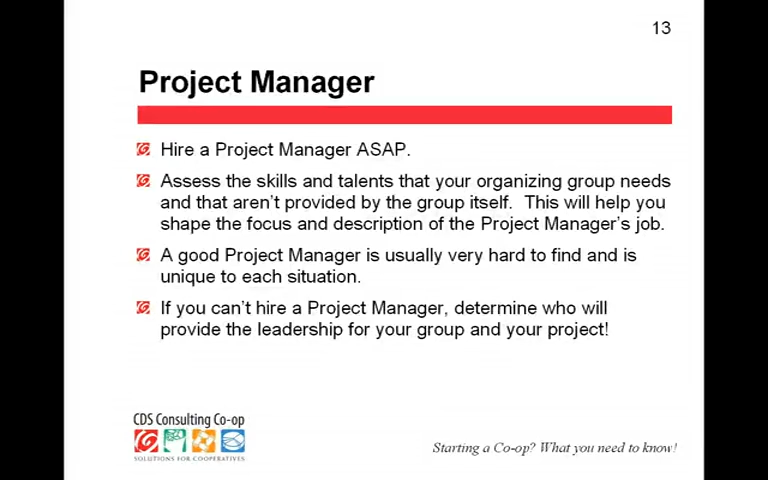 13
Project Manager
Hire a Project Manager ASAP.
Assess the skills and talents that your organizing group needs
and that aren't provided by the group itself.  This will help you
shape the focus and description of the Project Manager's job.
A good Project Manager is usually very hard to find and is
unique to each situation.
If you can't hire a Project Manager, determine who will
provide the leadership for your group and your project!
CDS Consulting Co-op
SOLUTIONS FOR COOPERATIVES
Starting a Co-op? What you need to know!